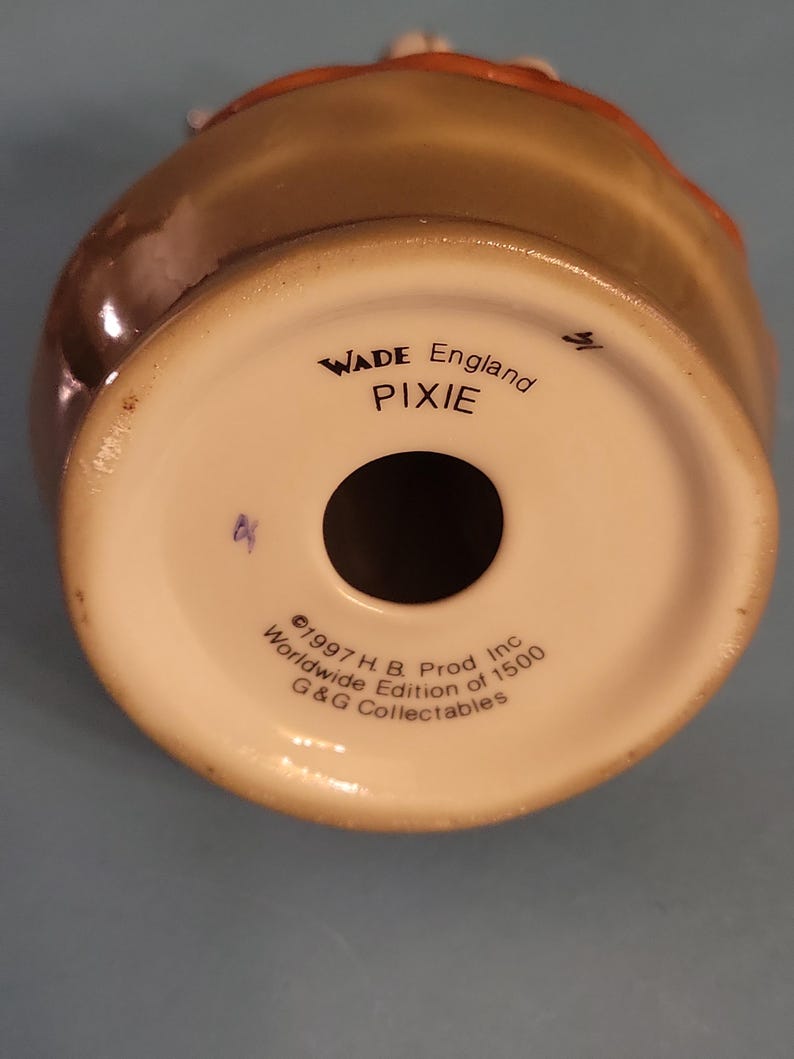 WADE England
PIXIE
©1997 H. B. Prod Inc
Worldwide Edition of 1500
G&G Collectables